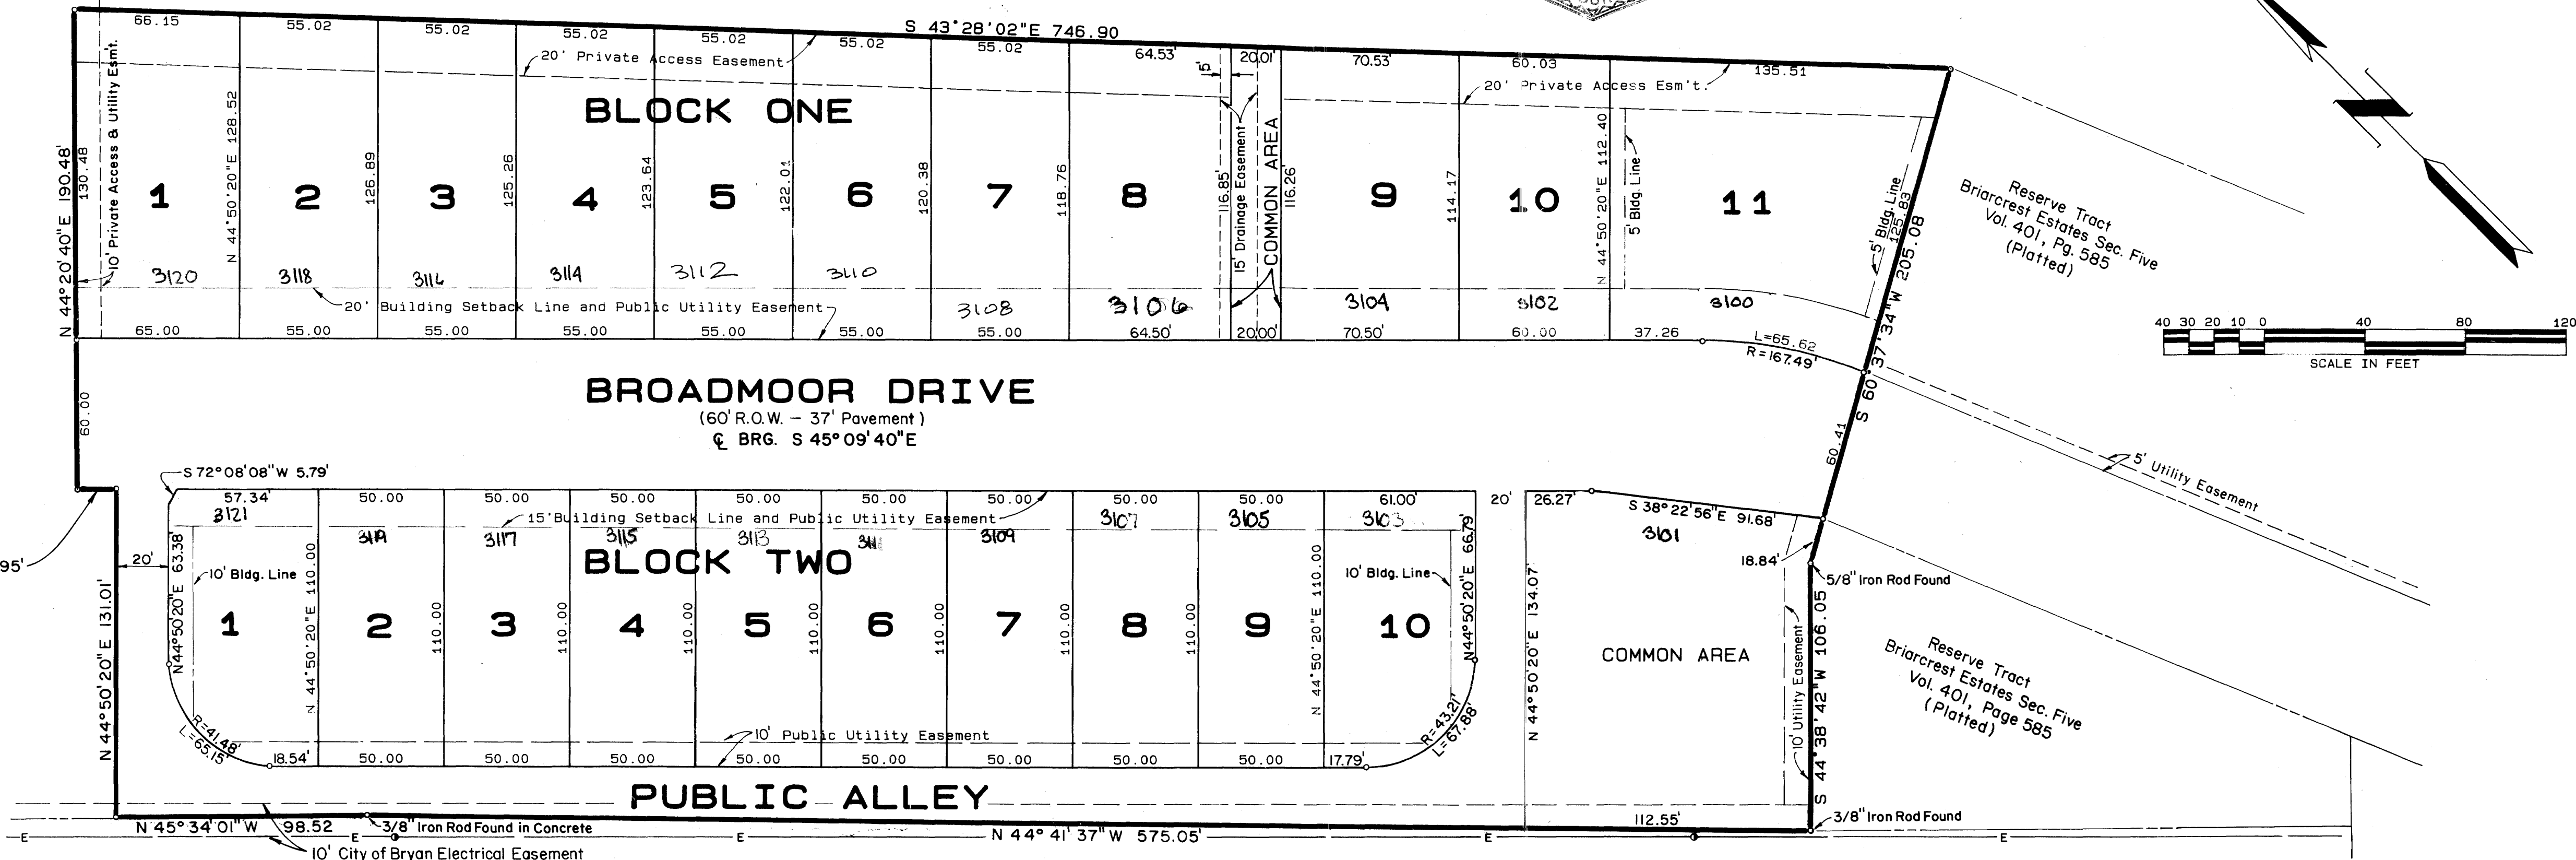 S 43°28'02"E 746.90
66.15 55.02 55.02 55.02 55.02 55.02 55.02 64.53' 20.01' 70.53' 60.03 135.51
20' Private Access Easement
20' Private Access Esm't.
5'
BLOCK ONE
N 44°20'40"E 190.48'
130.48
10' Private Access & Utility Esm't.
N 44°50'20"E 128.52
126.89
125.26
123.64
122.01
120.38
118.76
116.85'
15' Drainage Easement
COMMON AREA
116.26'
114.17
N 44°50'20"E 112.40
5' Bldg. Line
5' Bldg. Line
125.83
S 60°37'34"W 205.08
1 2 3 4 5 6 7 8 9 10 11
3120 3118 3116 3114 3112 3110 3108 3106 3104 3102 3100
20' Building Setback Line and Public Utility Easement
65.00 55.00 55.00 55.00 55.00 55.00 55.00 64.50' 20.00' 70.50' 60.00 37.26
L=65.62
R=167.49'
Reserve Tract
Briarcrest Estates Sec. Five
Vol. 401, Pg. 585
(Platted)
40 30 20 10 0 40 80 120
SCALE IN FEET
BROADMOOR DRIVE
(60' R.O.W. – 37' Pavement)
℄ BRG. S 45°09'40"E
60.00
60.41
5' Utility Easement
S 72°08'08"W 5.79'
57.34' 50.00 50.00 50.00 50.00 50.00 50.00 50.00 50.00 61.00' 20' 26.27'
S 38°22'56"E 91.68'
18.84'
5/8" Iron Rod Found
3121 3119 3117 3115 3113 3109 3107 3105 3103 3101
15' Building Setback Line and Public Utility Easement
BLOCK TWO
95'
20'
N 44°50'20"E 131.01'
N 44°50'20"E 63.38'
10' Bldg. Line
N 44°50'20"E 110.00
110.00
110.00
110.00
110.00
110.00
110.00
110.00
N 44°50'20"E 110.00
10' Bldg. Line
N 44°50'20"E 66.79'
N 44°50'20"E 134.07'
1 2 3 4 5 6 7 8 9 10
COMMON AREA
10' Utility Easement
S 44°38'42"W 106.05
Reserve Tract
Briarcrest Estates Sec. Five
Vol. 401, Page 585
(Platted)
R=41.48'
L=65.15'
10' Public Utility Easement
R=43.21'
L=67.88'
18.54' 50.00 50.00 50.00 50.00 50.00 50.00 50.00 50.00 17.79'
PUBLIC ALLEY
N 45°34'01"W 98.52
3/8" Iron Rod Found in Concrete
N 44°41'37"W 575.05'
112.55'
3/8" Iron Rod Found
E E E E E
10' City of Bryan Electrical Easement